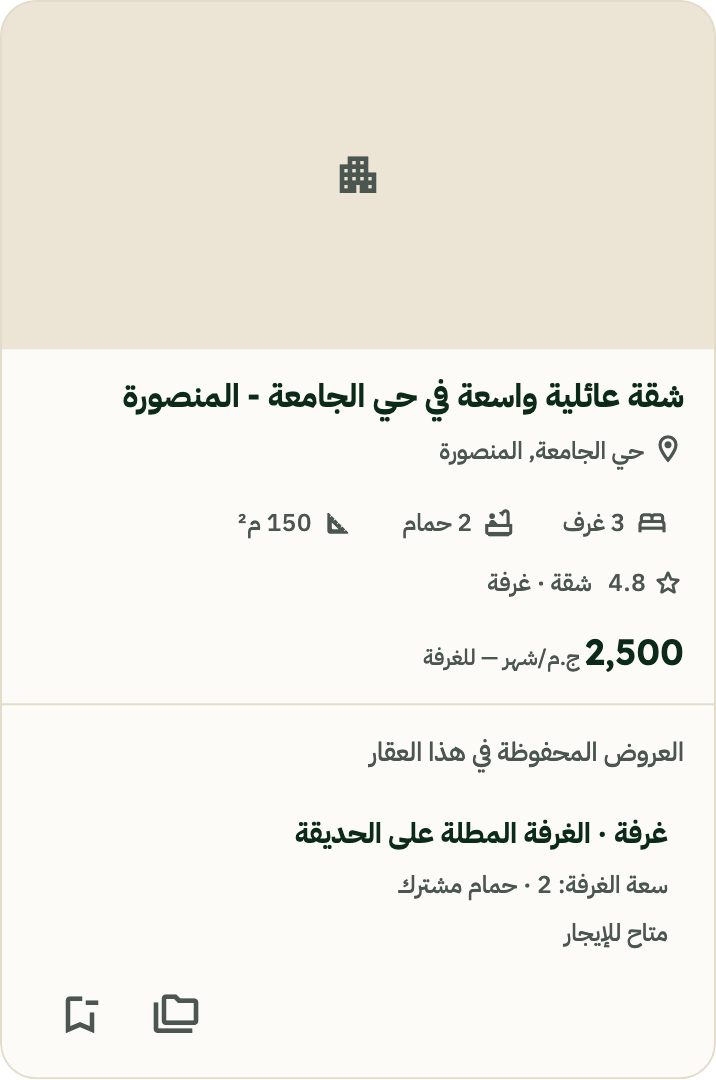 شقة عائلية واسعة في حي الجامعة - المنصورة
حي الجامعة, المنصورة
3 غرف 2 حمام 150 م²
4.8 شقة · غرفة
2,500 ج.م/شهر — للغرفة
العروض المحفوظة في هذا العقار
غرفة · الغرفة المطلة على الحديقة
سعة الغرفة: 2 · حمام مشترك
متاح للإيجار